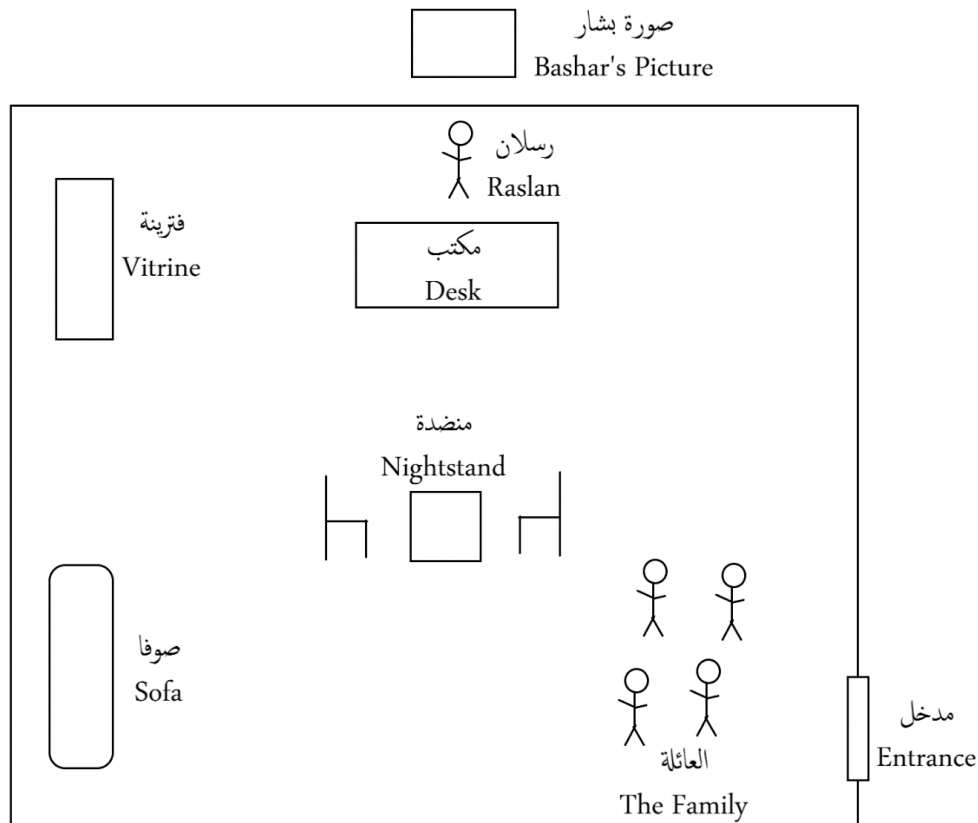 صورة بشار
Bashar's Picture
رسلان
Raslan
فترينة
Vitrine
مكتب
Desk
منضدة
Nightstand
صوفا
Sofa
مدخل
Entrance
العائلة
The Family